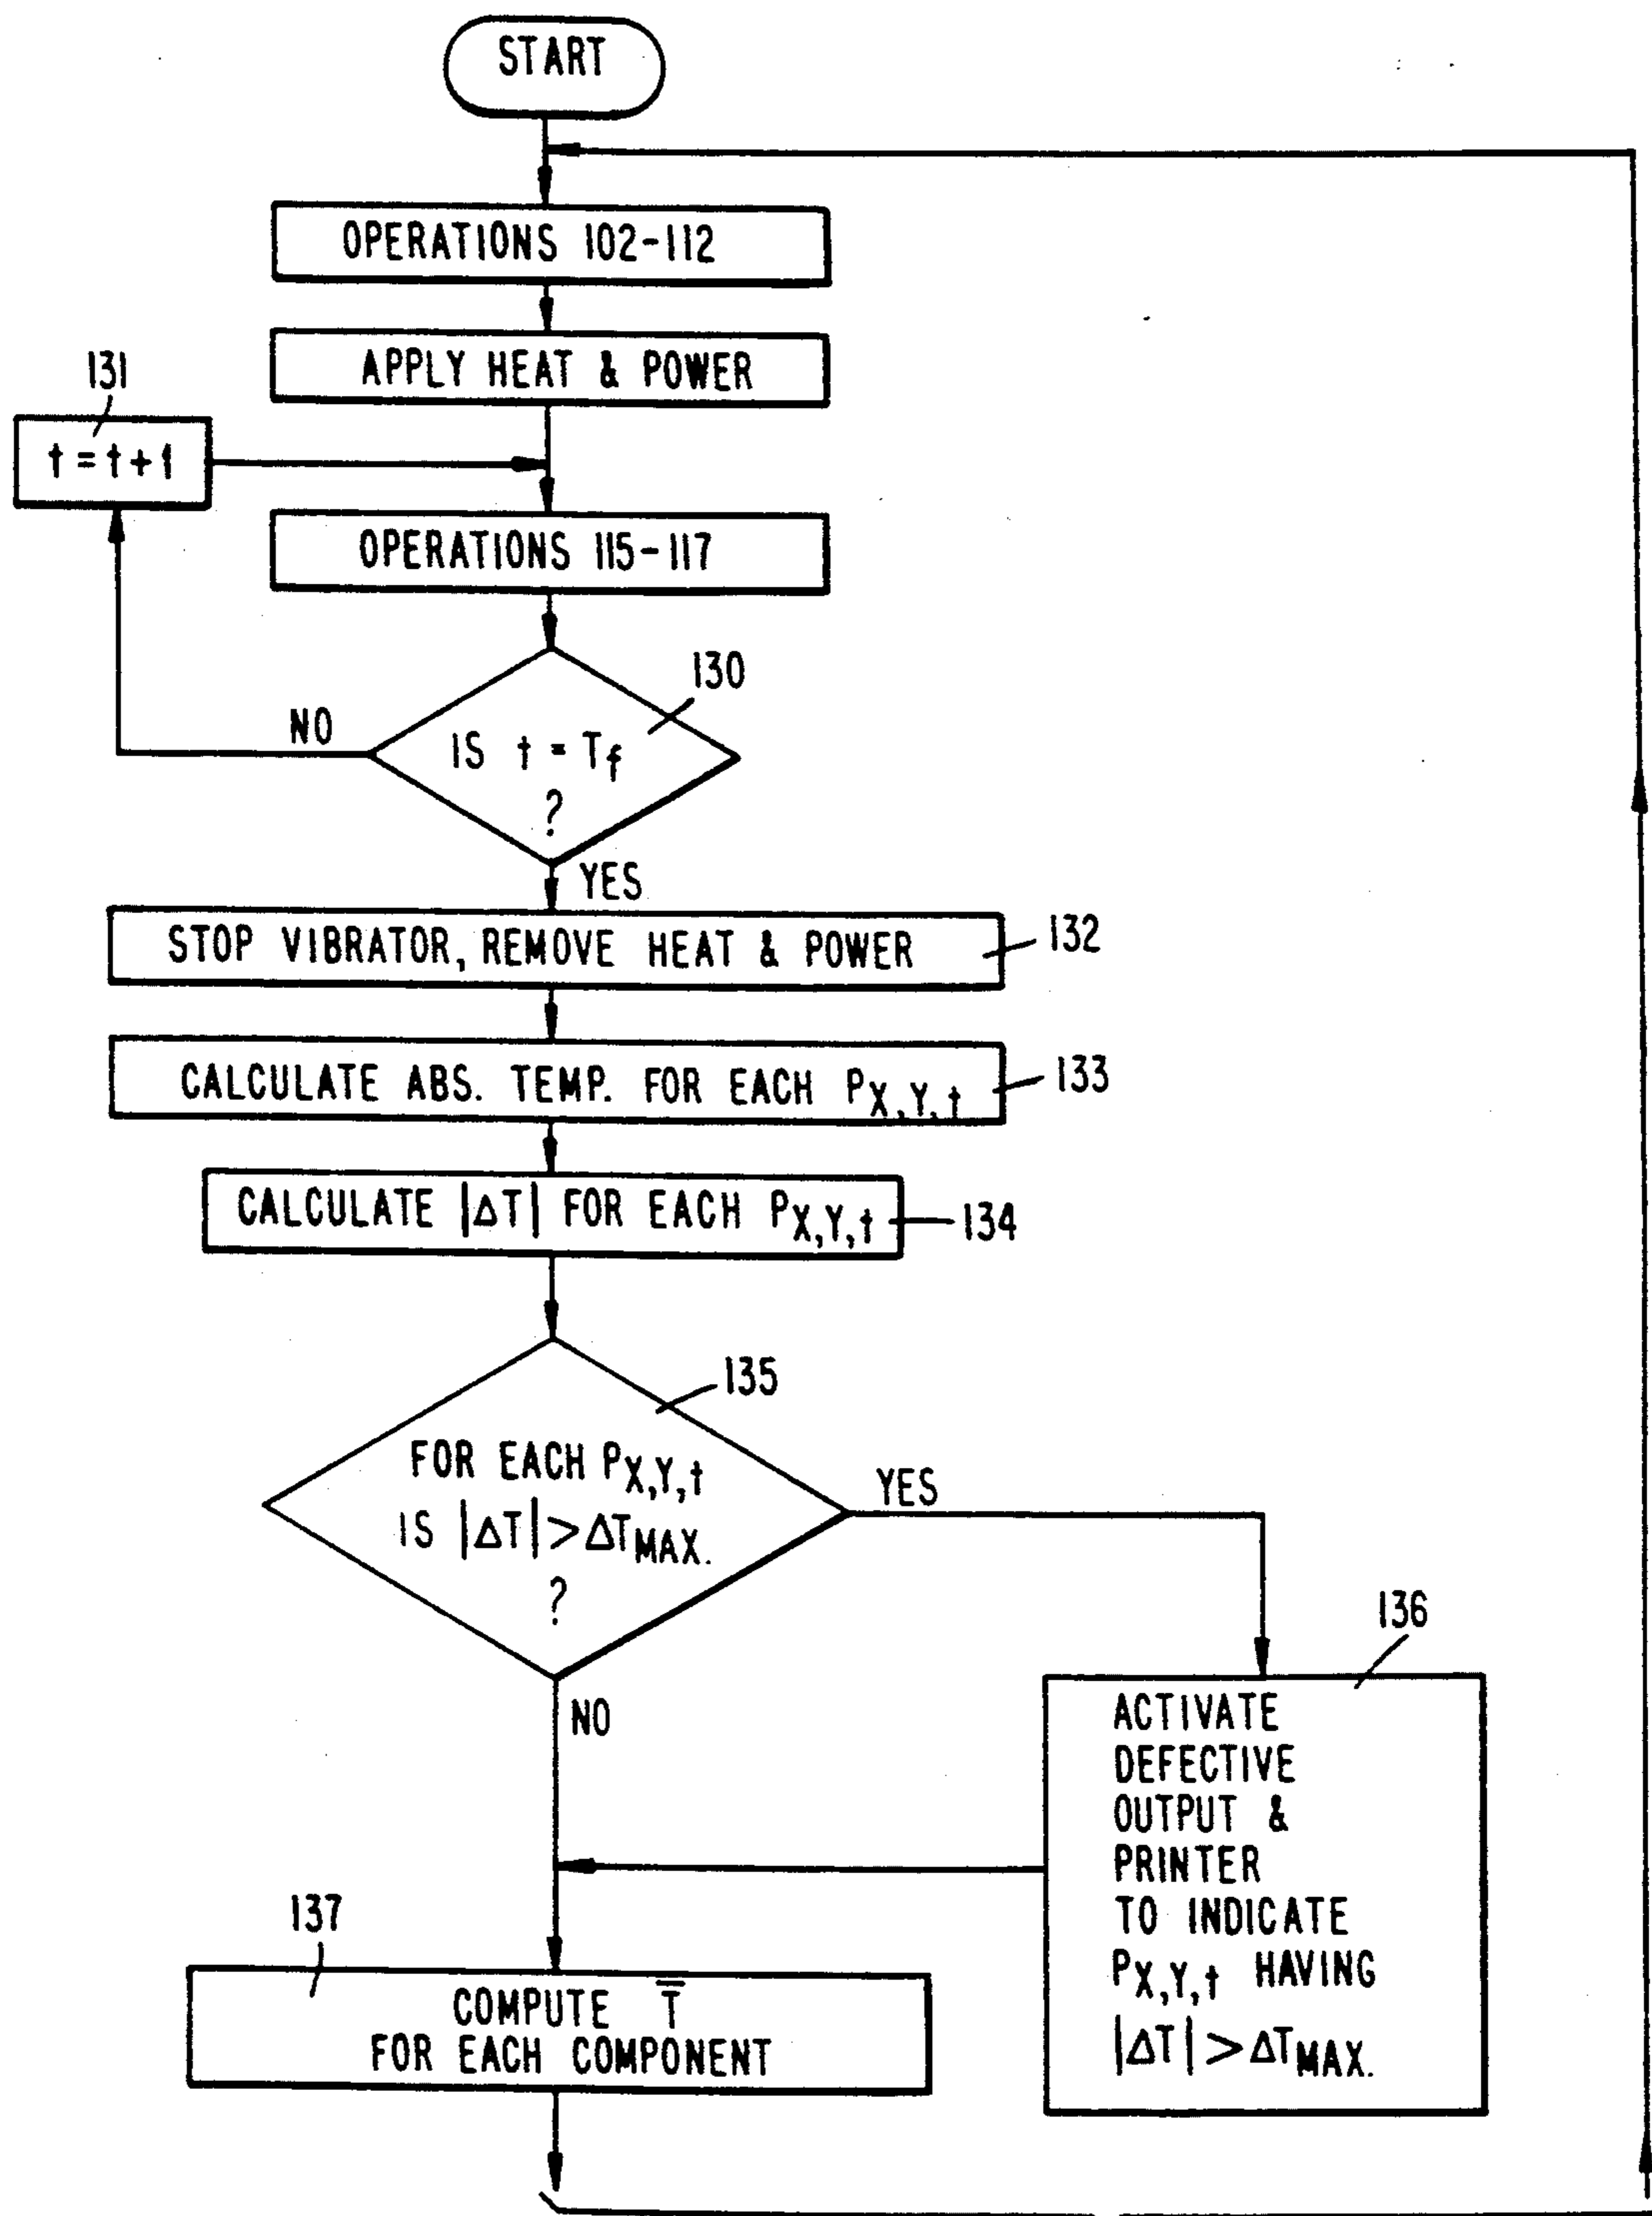 START
OPERATIONS 102-112
APPLY HEAT & POWER
131
t = t+1
OPERATIONS 115-117
130
NO
IS t = Tf
?
YES
STOP VIBRATOR, REMOVE HEAT & POWER
132
CALCULATE ABS. TEMP. FOR EACH PX,Y,t
133
CALCULATE |ΔT| FOR EACH PX,Y,t
134
135
FOR EACH PX,Y,t
IS |ΔT|>ΔTMAX.
?
YES
NO
136
ACTIVATE
DEFECTIVE
OUTPUT &
PRINTER
TO INDICATE
PX,Y,t HAVING
|ΔT|>ΔTMAX.
137
COMPUTE T̅
FOR EACH COMPONENT